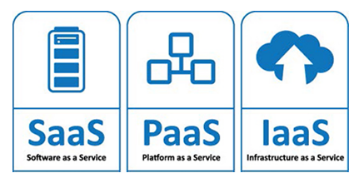 SaaS
Software as a Service
PaaS
Platform as a Service
IaaS
Infrastructure as a Service